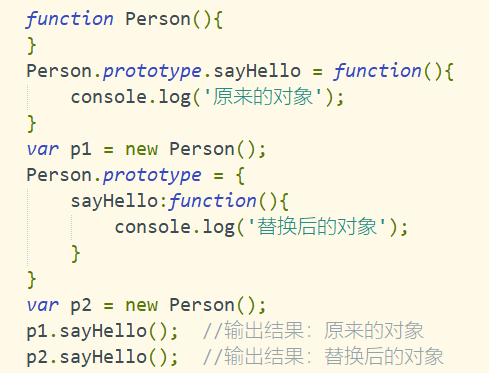 function Person(){
}
Person.prototype.sayHello = function(){
    console.log('原来的对象');
}
var p1 = new Person();
Person.prototype = {
    sayHello:function(){
        console.log('替换后的对象');
    }
}
var p2 = new Person();
p1.sayHello();  //输出结果：原来的对象
p2.sayHello();  //输出结果：替换后的对象